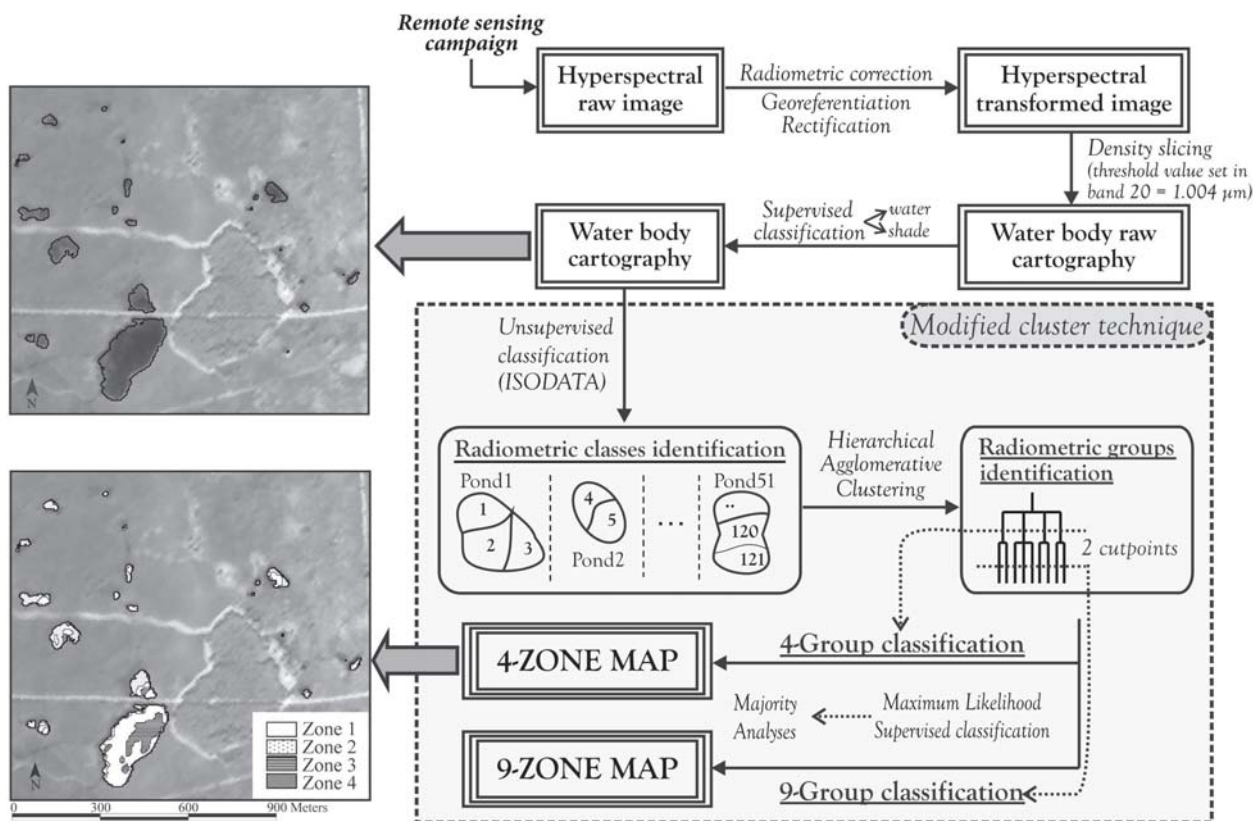 Remote sensing
campaign
Hyperspectral
raw image
Radiometric correction
Georeferentiation
Rectification
Hyperspectral
transformed image
Density slicing
(threshold value set in
band 20 = 1.004 µm)
Water body raw
cartography
Supervised
classification
water
shade
Water body
cartography
N
Modified cluster technique
Unsupervised
classification
(ISODATA)
Radiometric classes identification
Pond1
1
2
3
4
5
Pond2
...
Pond51
..
120
121
Hierarchical
Agglomerative
Clustering
Radiometric groups
identification
2 cutpoints
4-Group classification
4-ZONE MAP
Majority
Analyses
Maximum Likelihood
Supervised classification
9-ZONE MAP
9-Group classification
Zone 1
Zone 2
Zone 3
Zone 4
N
0 300 600 900 Meters